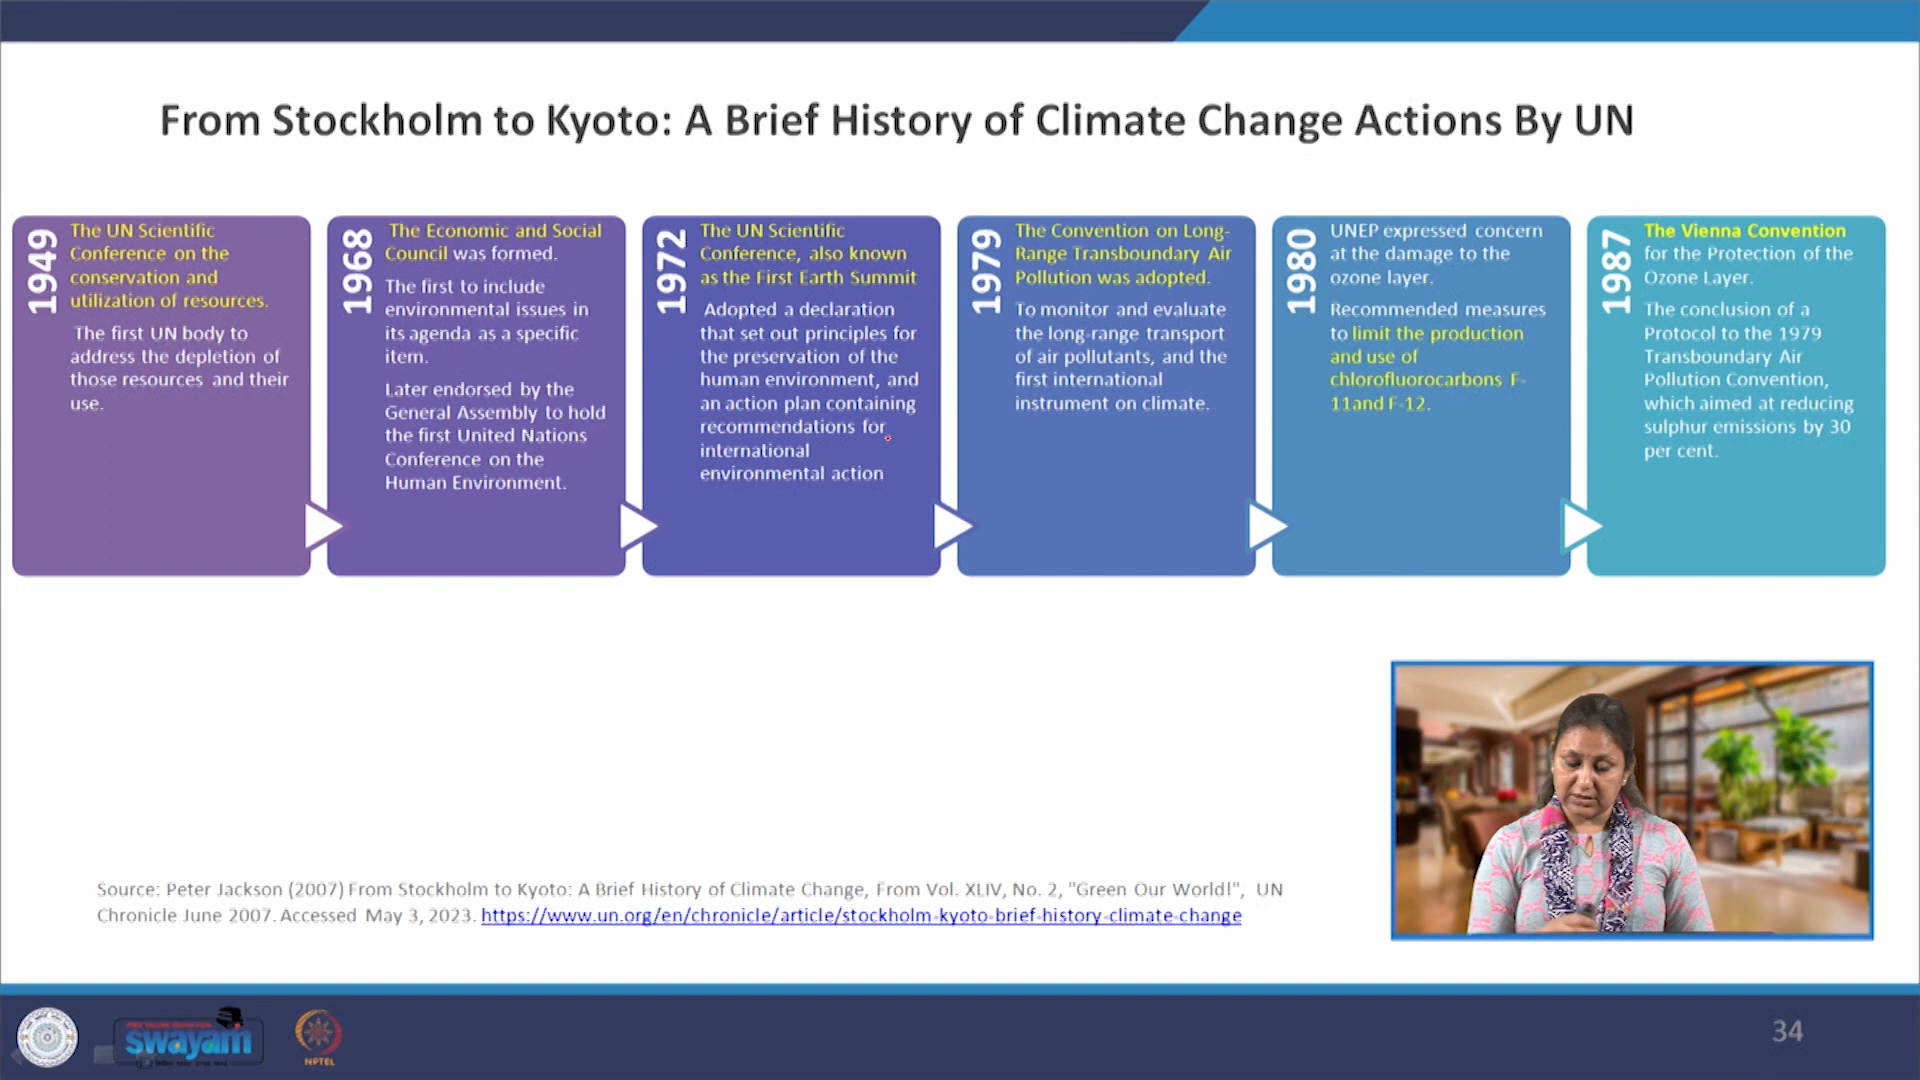 From Stockholm to Kyoto: A Brief History of Climate Change Actions By UN
1949
The UN Scientific
Conference on the
conservation and
utilization of resources.
The first UN body to
address the depletion of
those resources and their
use.
1968
The Economic and Social
Council was formed.
The first to include
environmental issues in
its agenda as a specific
item.
Later endorsed by the
General Assembly to hold
the first United Nations
Conference on the
Human Environment.
1972
The UN Scientific
Conference, also known
as the First Earth Summit
Adopted a declaration
that set out principles for
the preservation of the
human environment, and
an action plan containing
recommendations for
international
environmental action
1979
The Convention on Long-
Range Transboundary Air
Pollution was adopted.
To monitor and evaluate
the long-range transport
of air pollutants, and the
first international
instrument on climate.
1980
UNEP expressed concern
at the damage to the
ozone layer.
Recommended measures
to limit the production
and use of
chlorofluorocarbons F-
11and F-12.
1987
The Vienna Convention
for the Protection of the
Ozone Layer.
The conclusion of a
Protocol to the 1979
Transboundary Air
Pollution Convention,
which aimed at reducing
sulphur emissions by 30
per cent.
Source: Peter Jackson (2007) From Stockholm to Kyoto: A Brief History of Climate Change, From Vol. XLIV, No. 2, "Green Our World!", UN
Chronicle June 2007. Accessed May 3, 2023. https://www.un.org/en/chronicle/article/stockholm-kyoto-brief-history-climate-change
swayam
NPTEL
34